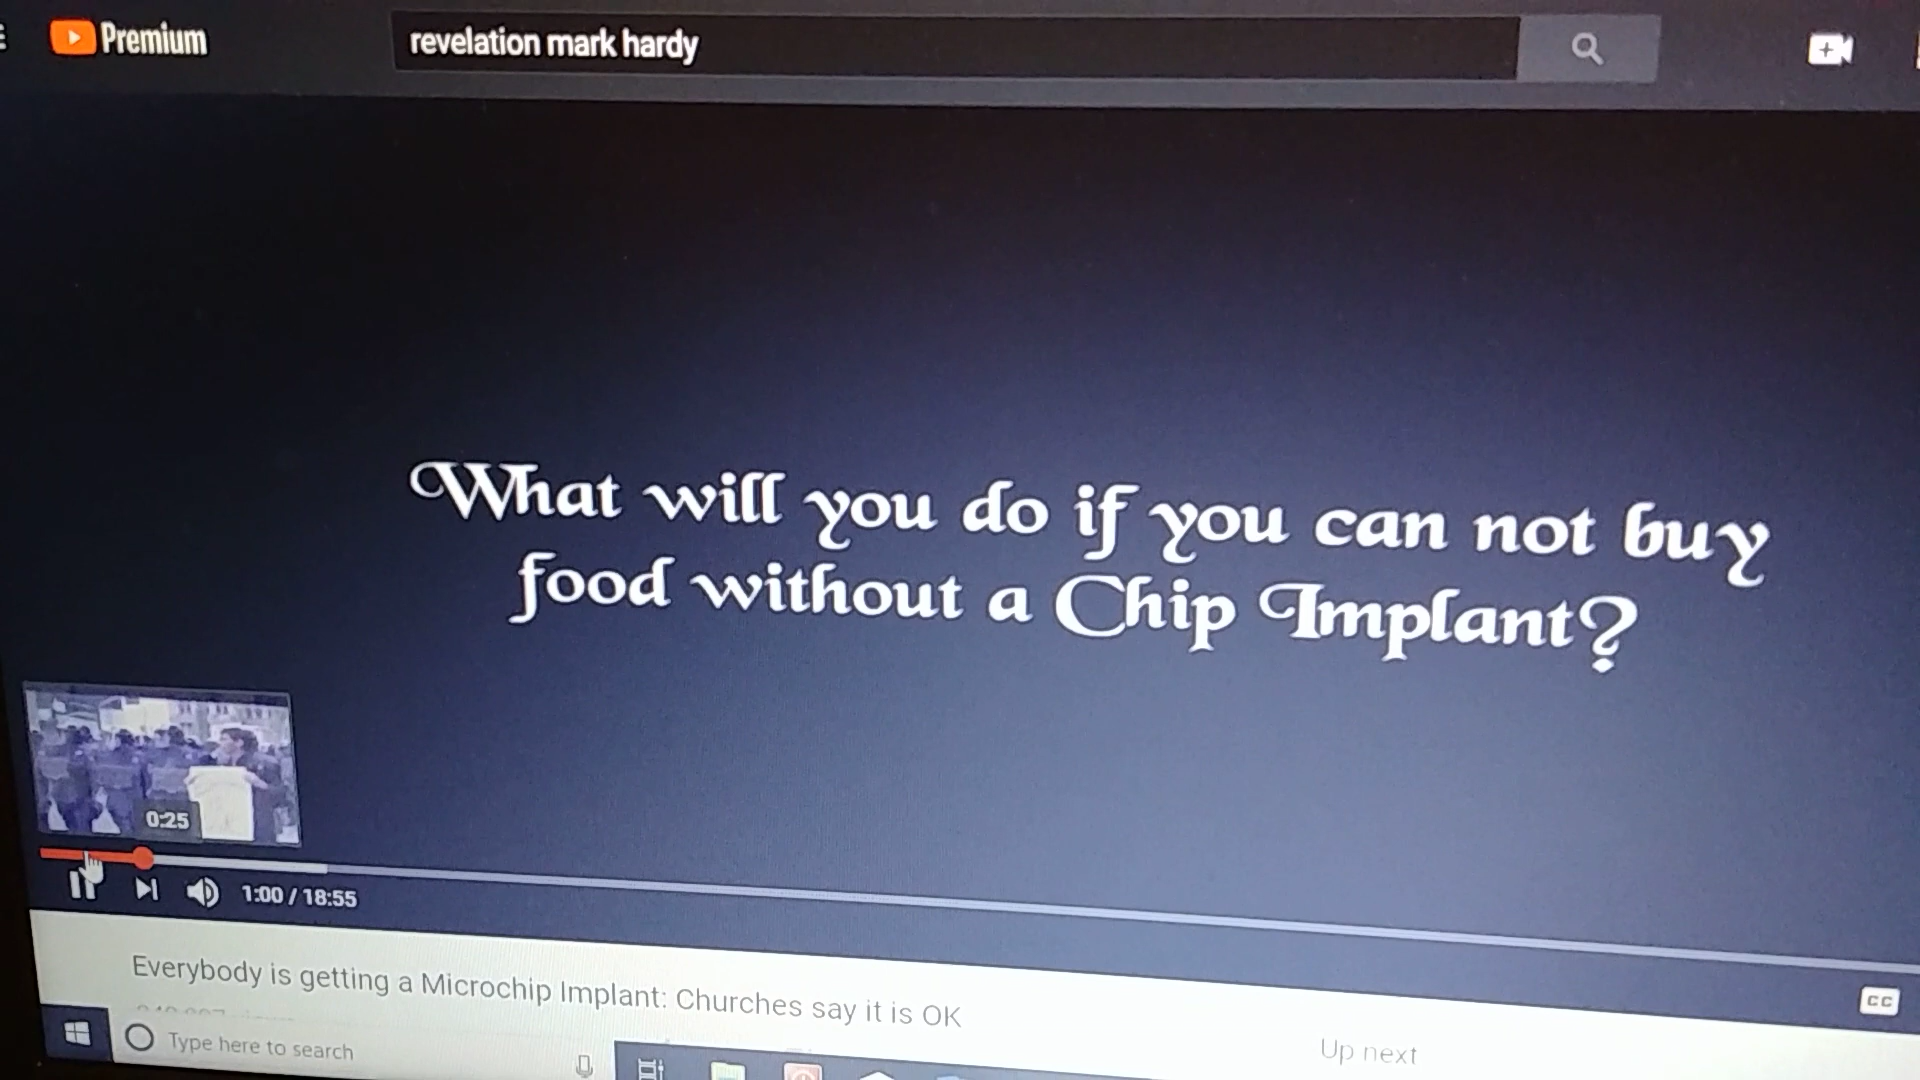 Premium
revelation mark hardy
What will you do if you can not buy
food without a Chip Implant?
0:25
1:00 / 18:55
Everybody is getting a Microchip Implant: Churches say it is OK
CC
Type here to search
Up next